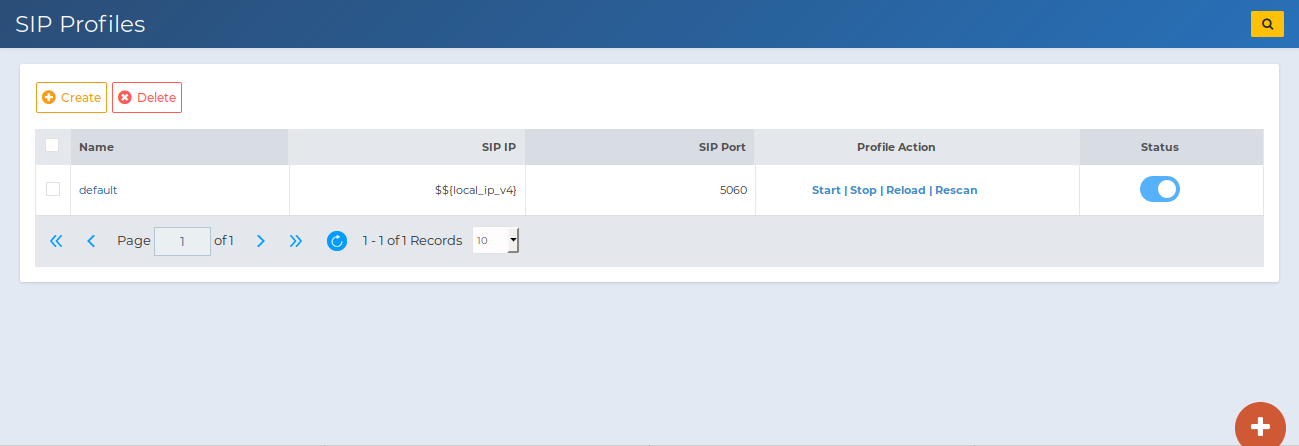 SIP Profiles
Create Delete
Name SIP IP SIP Port Profile Action Status
default $${local_ip_v4} 5060 Start | Stop | Reload | Rescan
Page 1 of 1 1 - 1 of 1 Records 10